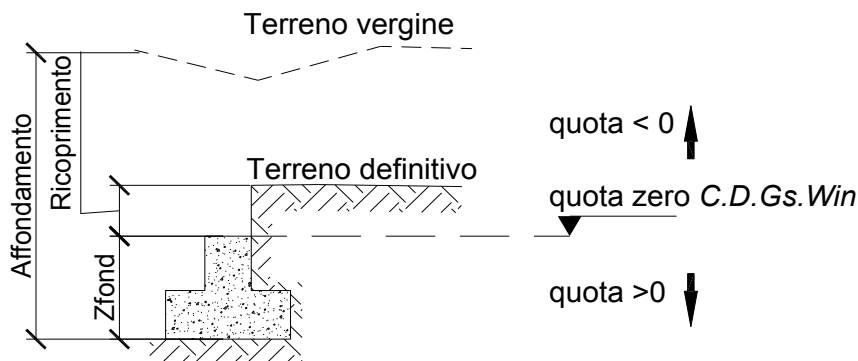 Terreno vergine
Affondamento
Ricoprimento
quota < 0
Terreno definitivo
quota zero C.D.Gs.Win
Zfond
quota >0